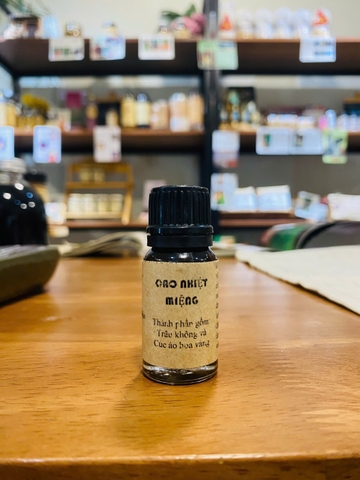 CAO NHIỆT
MIỆNG
Thành phần gồm:
Trầu không và
Cúc áo hoa vàng